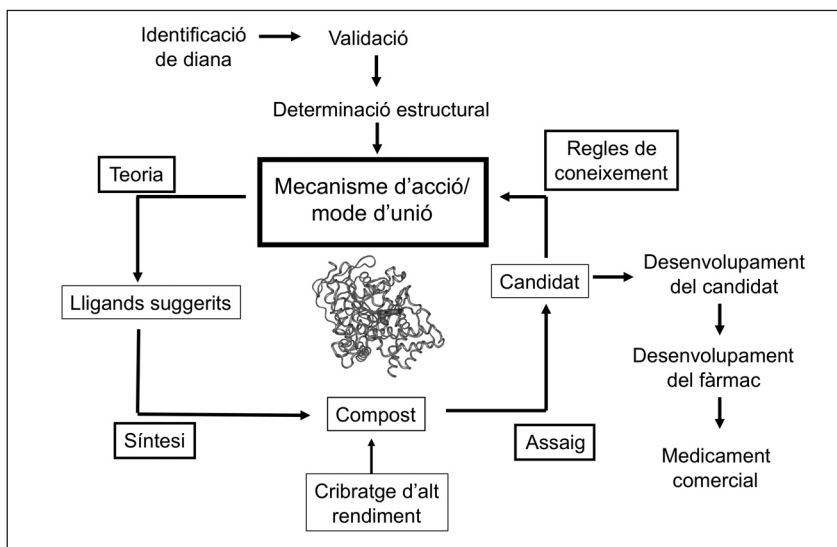 Identificació
de diana
Validació
Determinació estructural
Teoria
Mecanisme d'acció/
mode d'unió
Regles de
coneixement
Lligands suggerits
Candidat
Desenvolupament
del candidat
Desenvolupament
del fàrmac
Compost
Síntesi
Assaig
Medicament
comercial
Cribratge d'alt
rendiment